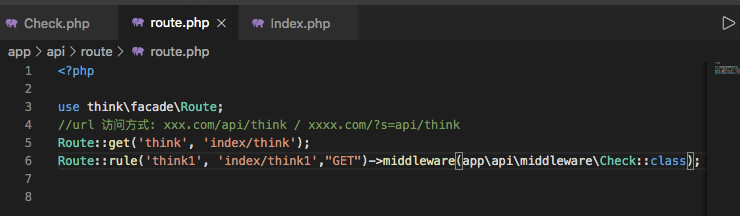 Check.php
route.php ×
Index.php
app > api > route > route.php
1 <?php
2
3 use think\facade\Route;
4 //url 访问方式: xxx.com/api/think / xxxx.com/?s=api/think
5 Route::get('think', 'index/think');
6 Route::rule('think1', 'index/think1',"GET")->middleware(app\api\middleware\Check::class);
7
8